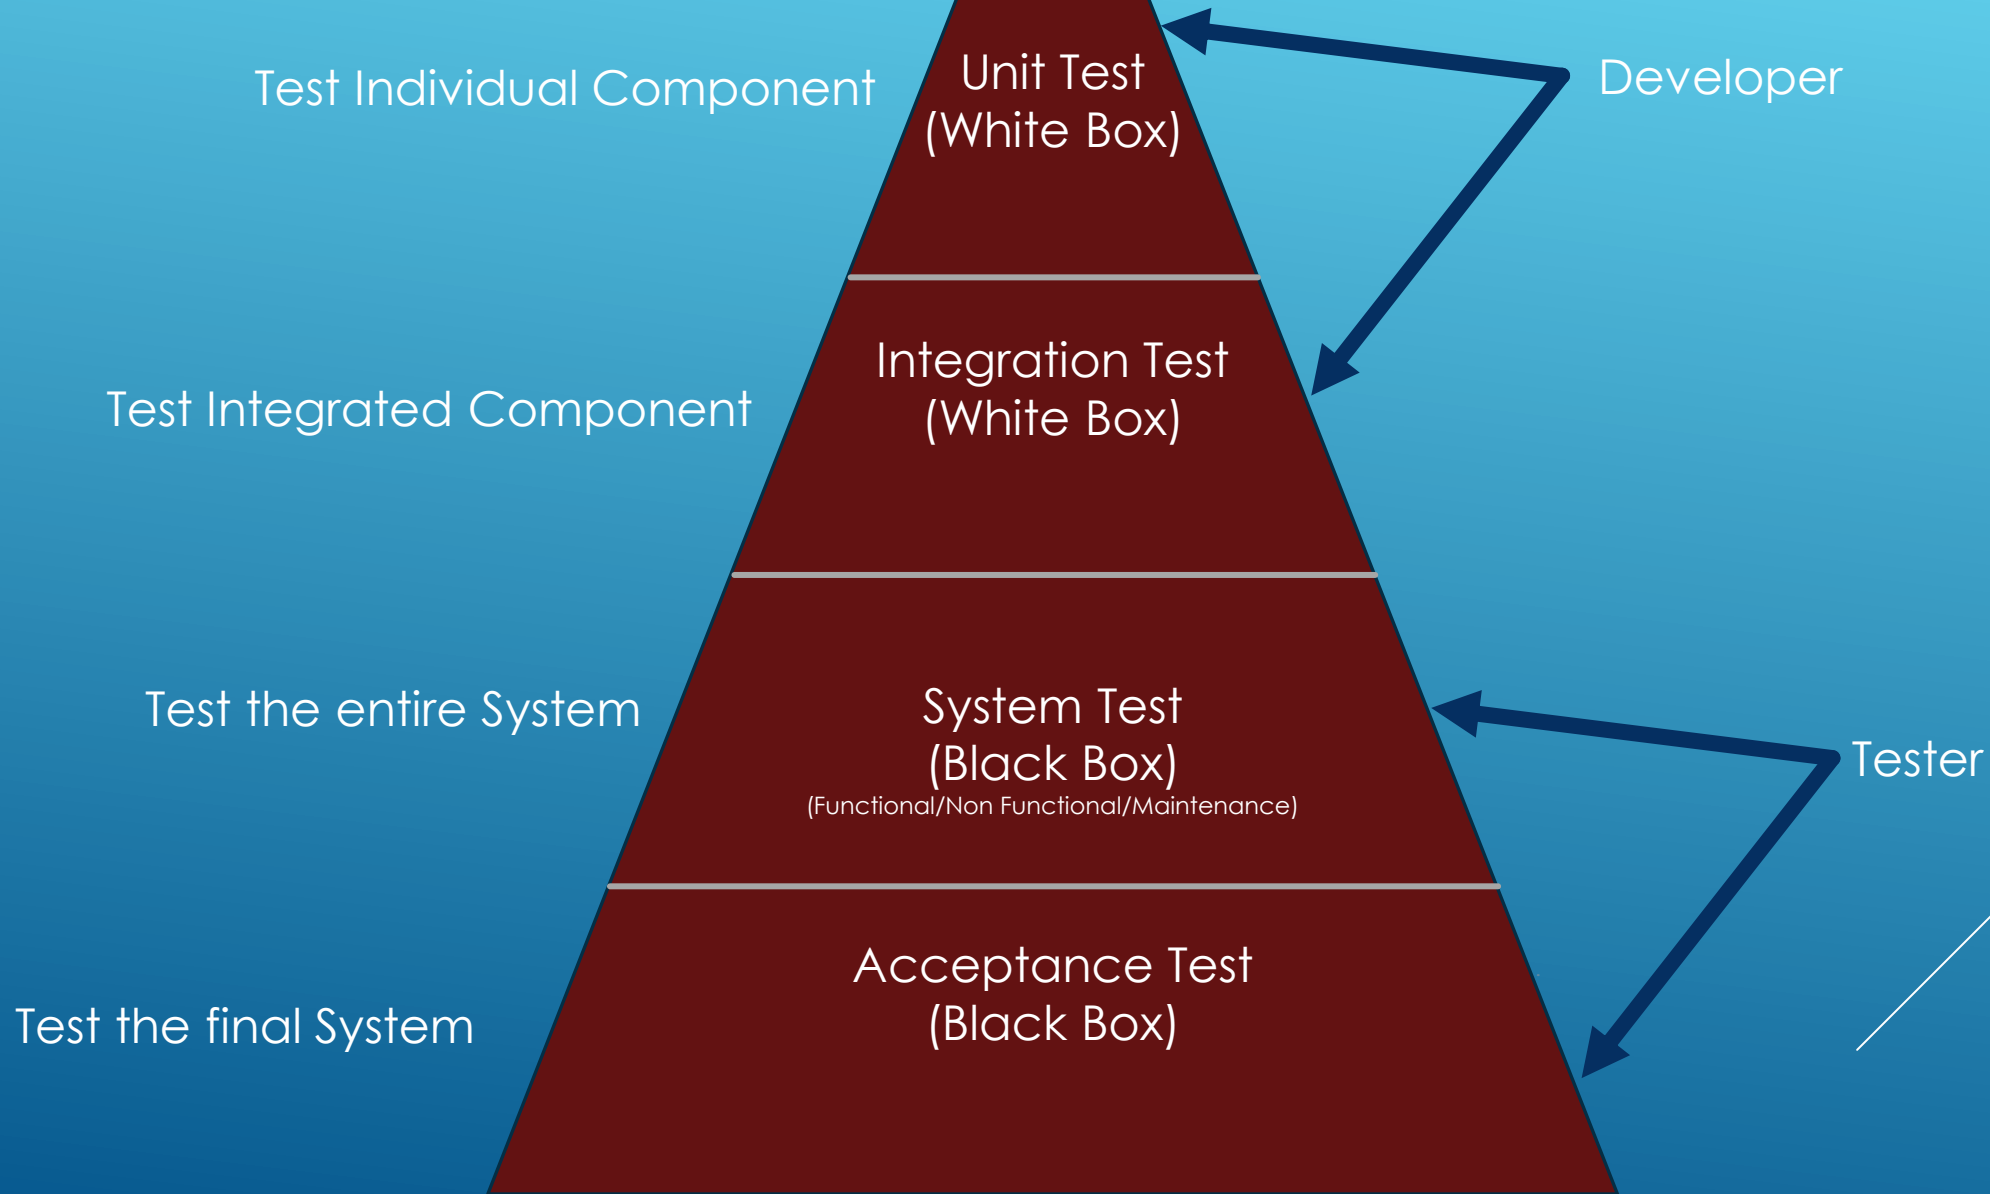 Test Individual Component
Unit Test
(White Box)
Developer
Test Integrated Component
Integration Test
(White Box)
Test the entire System
System Test
(Black Box)
(Functional/Non Functional/Maintenance)
Tester
Test the final System
Acceptance Test
(Black Box)